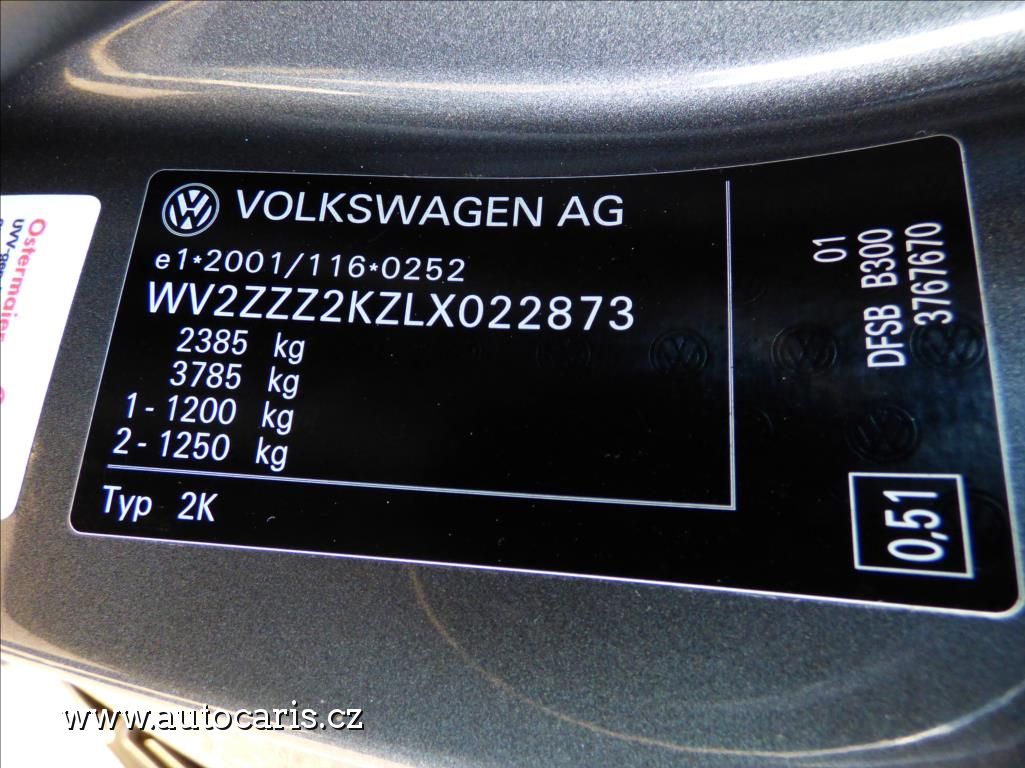 VOLKSWAGEN AG
e1*2001/116*0252
WV2ZZZ2KZLX022873
2385 kg
3785 kg
1 - 1200 kg
2 - 1250 kg
Typ 2K
01
DFSB B300
3767670
0,51
Ostermaier
www.autocaris.cz